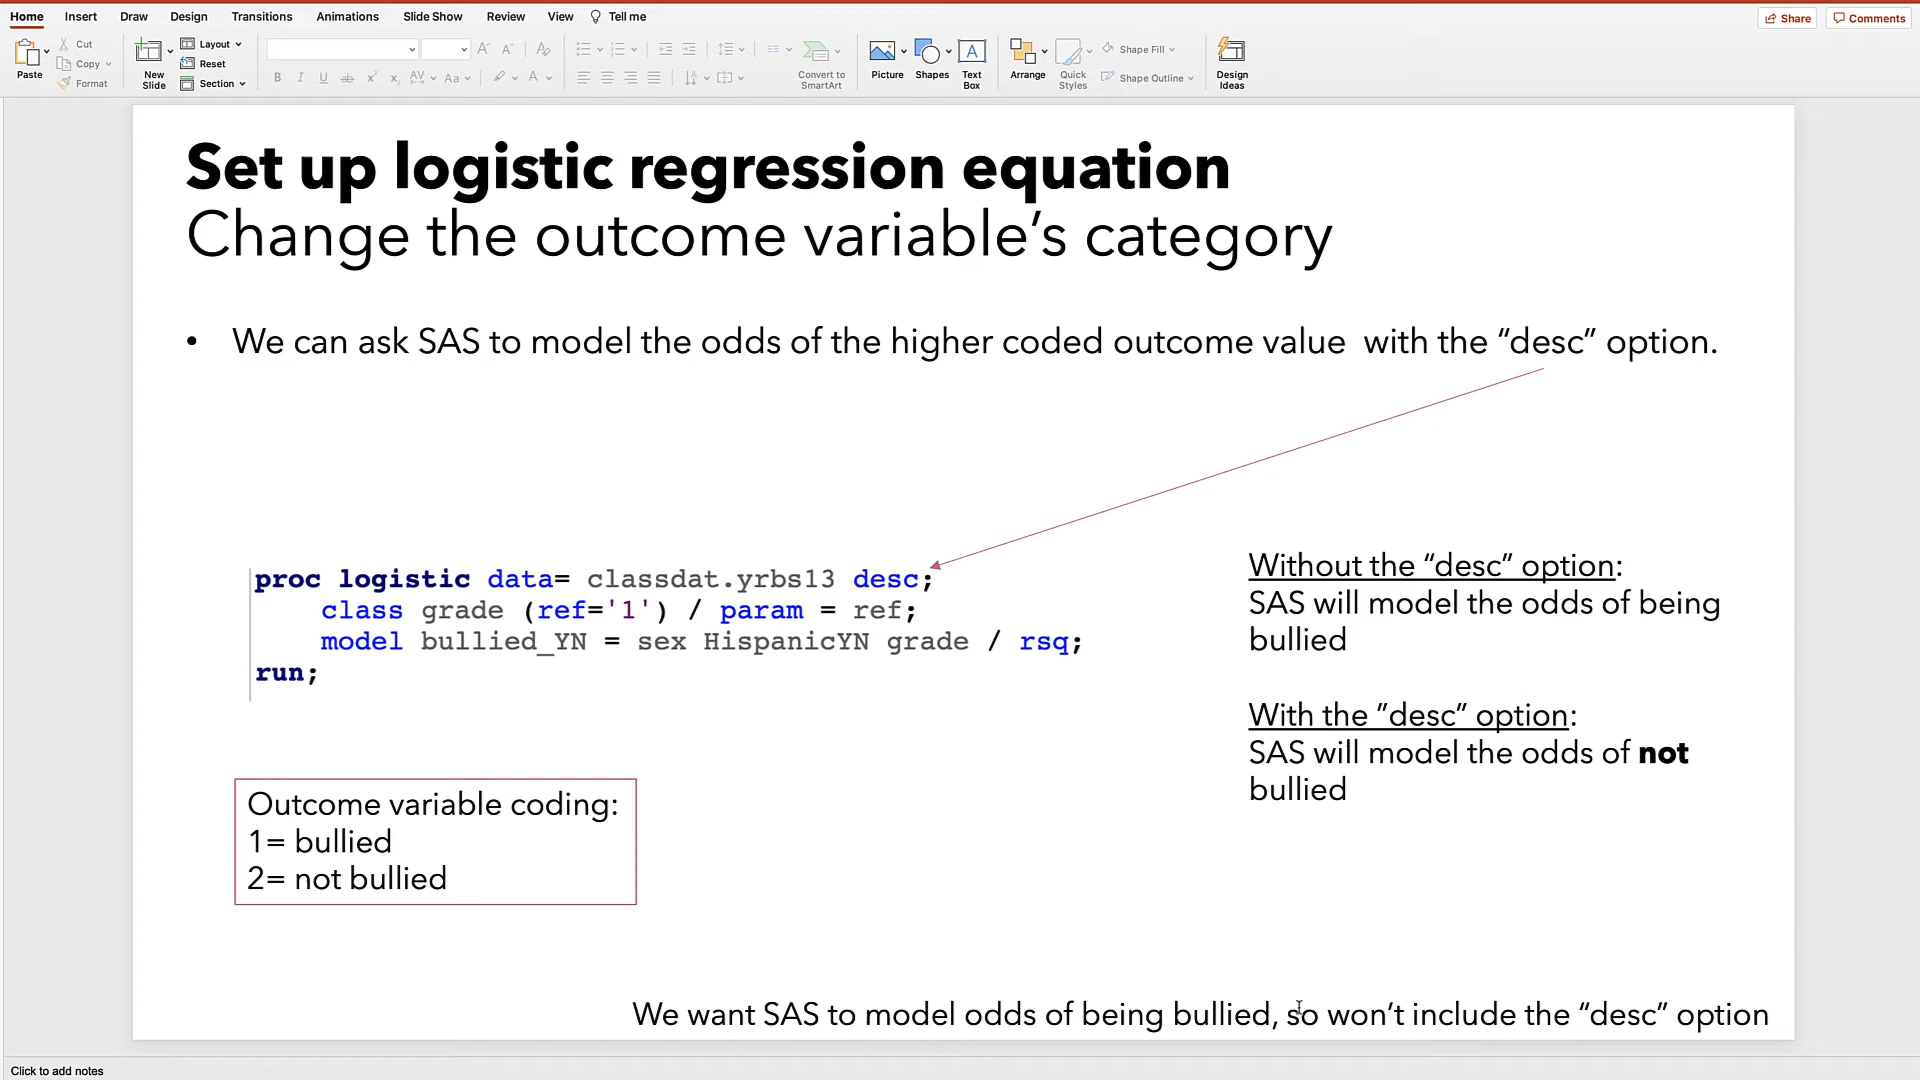 Home Insert Draw Design Transitions Animations Slide Show Review View Tell me Share Comments
Paste Cut Copy Format
New Slide Layout Reset Section
B I U ab x² x₂ AV Aa A
Convert to SmartArt
Picture Shapes Text Box
Arrange Quick Styles Shape Fill Shape Outline
Design Ideas
Set up logistic regression equation
Change the outcome variable’s category
• We can ask SAS to model the odds of the higher coded outcome value with the “desc” option.
proc logistic data= classdat.yrbs13 desc;
class grade (ref='1') / param = ref;
model bullied_YN = sex HispanicYN grade / rsq;
run;
Without the “desc” option:
SAS will model the odds of being
bullied
With the ”desc” option:
SAS will model the odds of not
bullied
Outcome variable coding:
1= bullied
2= not bullied
We want SAS to model odds of being bullied, so won’t include the “desc” option
Click to add notes